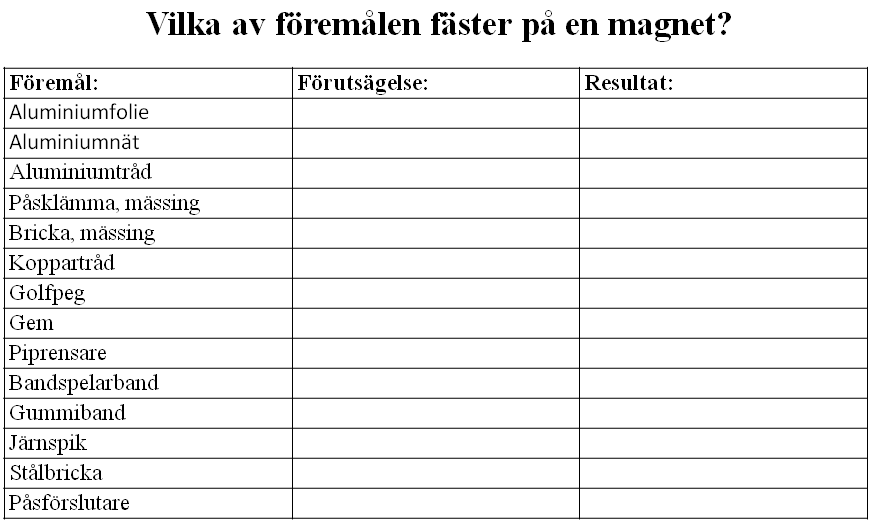 Vilka av föremålen fäster på en magnet?
Föremål: Förutsägelse: Resultat:
Aluminiumfolie
Aluminiumnät
Aluminiumtråd
Påsklämma, mässing
Bricka, mässing
Koppartråd
Golfpeg
Gem
Piprensare
Bandspelarband
Gummiband
Järnspik
Stålbricka
Påsförslutare